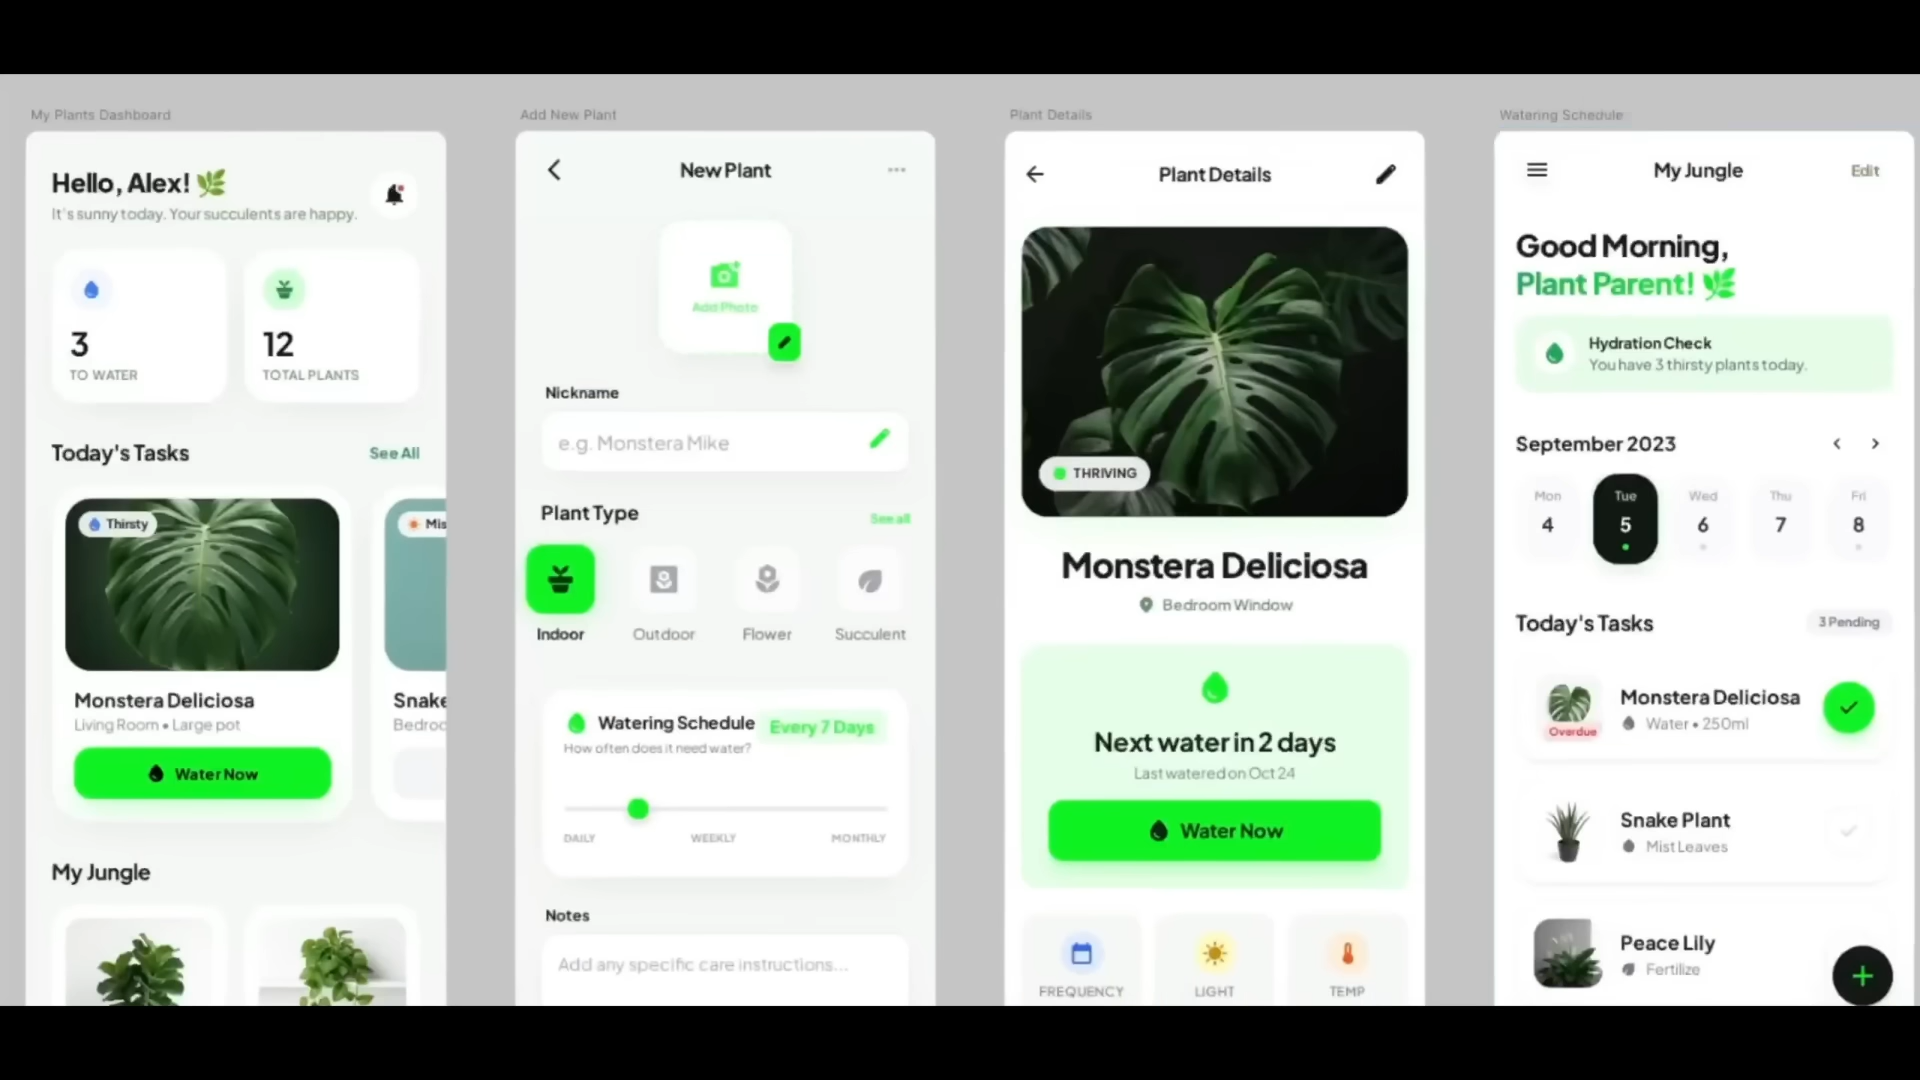 My Plants Dashboard
Hello, Alex!
It's sunny today. Your succulents are happy.
3
TO WATER
12
TOTAL PLANTS
Today's Tasks
See All
Thirsty
Mis
Monstera Deliciosa
Living Room • Large pot
Water Now
Snake
Bedroo
My Jungle
Add New Plant
New Plant
Add Photo
Nickname
e.g. Monstera Mike
Plant Type
See all
Indoor
Outdoor
Flower
Succulent
Watering Schedule
Every 7 Days
How often does it need water?
DAILY
WEEKLY
MONTHLY
Notes
Add any specific care instructions...
Plant Details
Plant Details
THRIVING
Monstera Deliciosa
Bedroom Window
Next water in 2 days
Last watered on Oct 24
Water Now
FREQUENCY
LIGHT
TEMP
Watering Schedule
My Jungle
Edit
Good Morning,
Plant Parent!
Hydration Check
You have 3 thirsty plants today.
September 2023
Mon
Tue
Wed
Thu
Fri
4
5
6
7
8
Today's Tasks
3 Pending
Monstera Deliciosa
Water • 250ml
Overdue
Snake Plant
Mist Leaves
Peace Lily
Fertilize